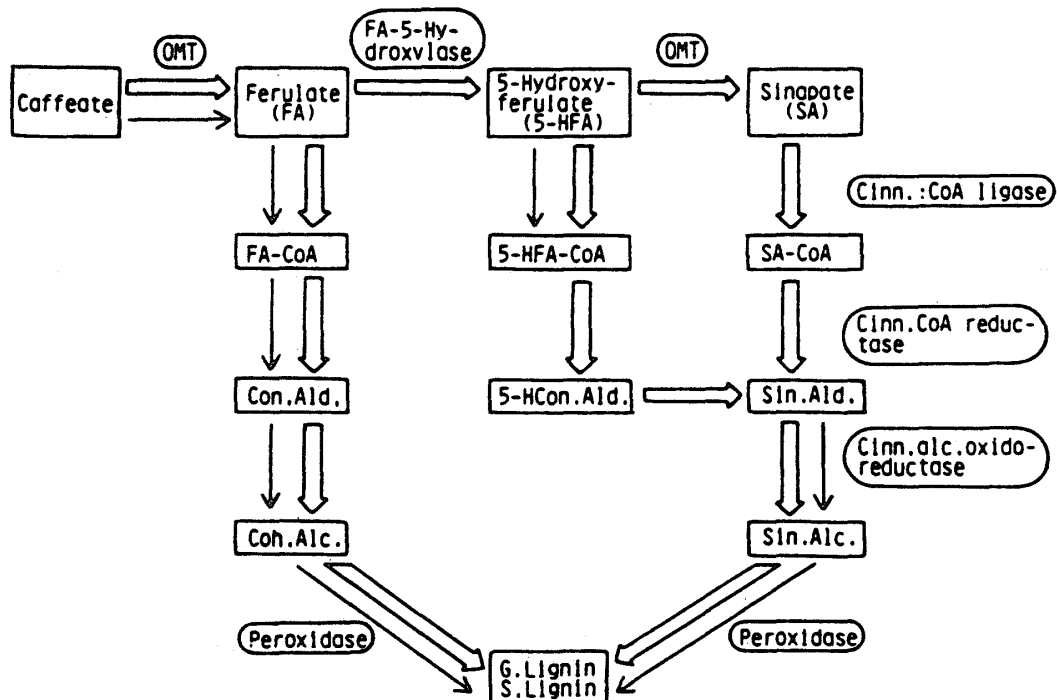 OMT
FA-5-Hy-
droxvlase
OMT
Caffeate
Ferulate
(FA)
5-Hydroxy-
ferulate
(5-HFA)
Sinapate
(SA)
Cinn.:CoA ligase
FA-CoA
5-HFA-CoA
SA-CoA
Cinn.CoA reduc-
tase
Con.Ald.
5-HCon.Ald.
Sin.Ald.
Cinn.alc.oxido-
reductase
Coh.Alc.
Sin.Alc.
Peroxidase
Peroxidase
G.Lignin
S.Lignin